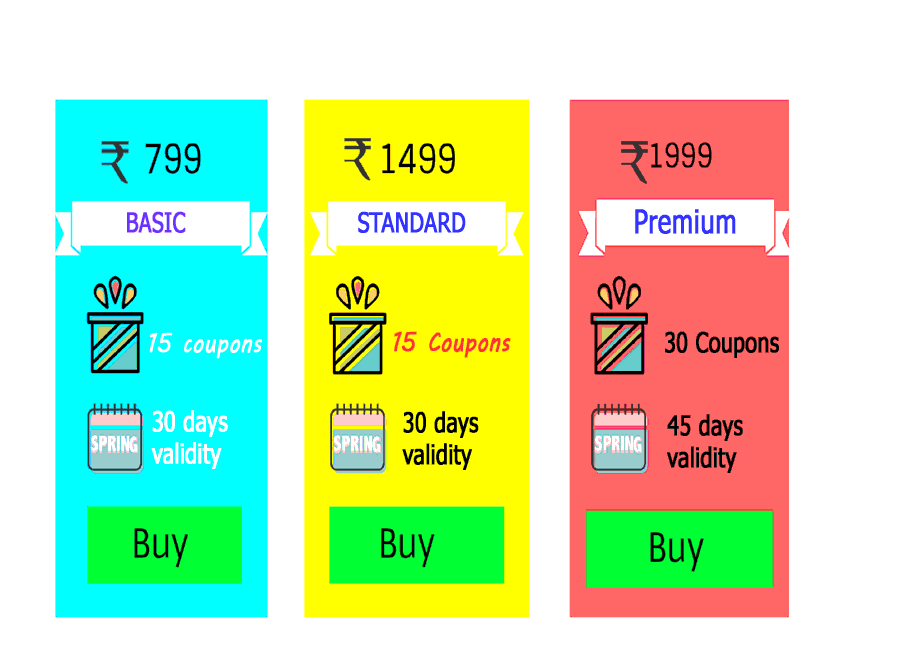 ₹ 799
BASIC
15 coupons
SPRING
30 days
validity
Buy
₹ 1499
STANDARD
15 Coupons
SPRING
30 days
validity
Buy
₹1999
Premium
30 Coupons
SPRING
45 days
validity
Buy